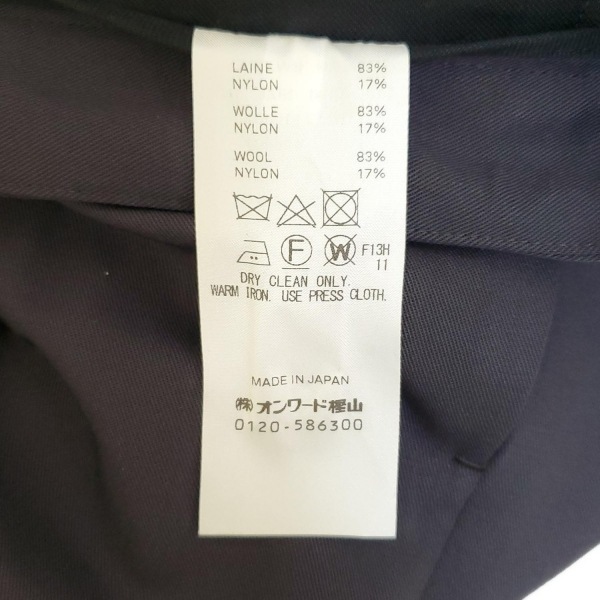 LAINE 83%
NYLON 17%
WOLLE 83%
NYLON 17%
WOOL 83%
NYLON 17%
F W F13H
11
DRY CLEAN ONLY.
WARM IRON. USE PRESS CLOTH.
MADE IN JAPAN
㈱オンワード樫山
0120-586300